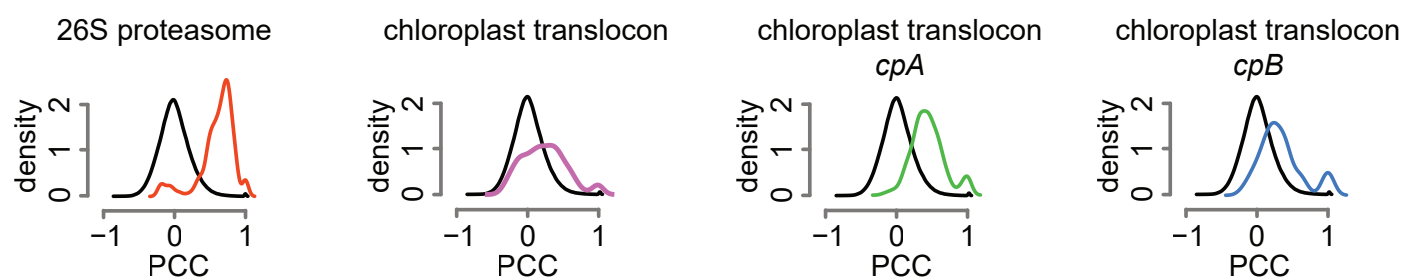 26S proteasome
density
2
1
0
−1 0 1
PCC
chloroplast translocon
density
2
1
0
−1 0 1
PCC
chloroplast translocon
cpA
density
2
1
0
−1 0 1
PCC
chloroplast translocon
cpB
density
2
1
0
−1 0 1
PCC